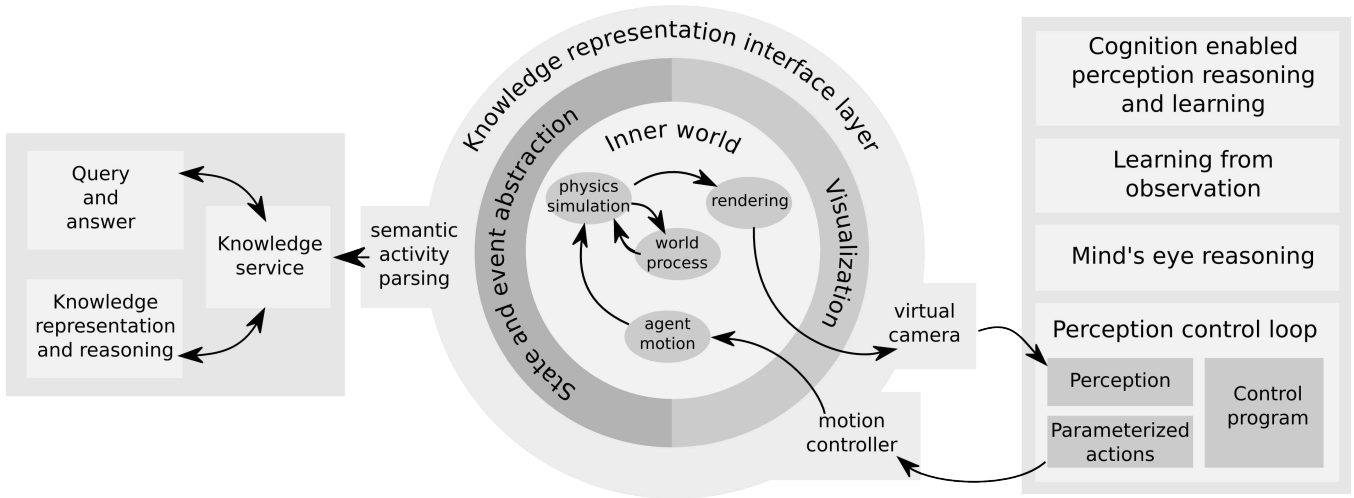 Query
and
answer
Knowledge
representation
and reasoning
Knowledge
service
semantic
activity
parsing
Knowledge representation interface layer
State and event abstraction
Visualization
Inner world
physics
simulation
rendering
world
process
agent
motion
virtual
camera
motion
controller
Cognition enabled
perception reasoning
and learning
Learning from
observation
Mind's eye reasoning
Perception control loop
Perception
Parameterized
actions
Control
program